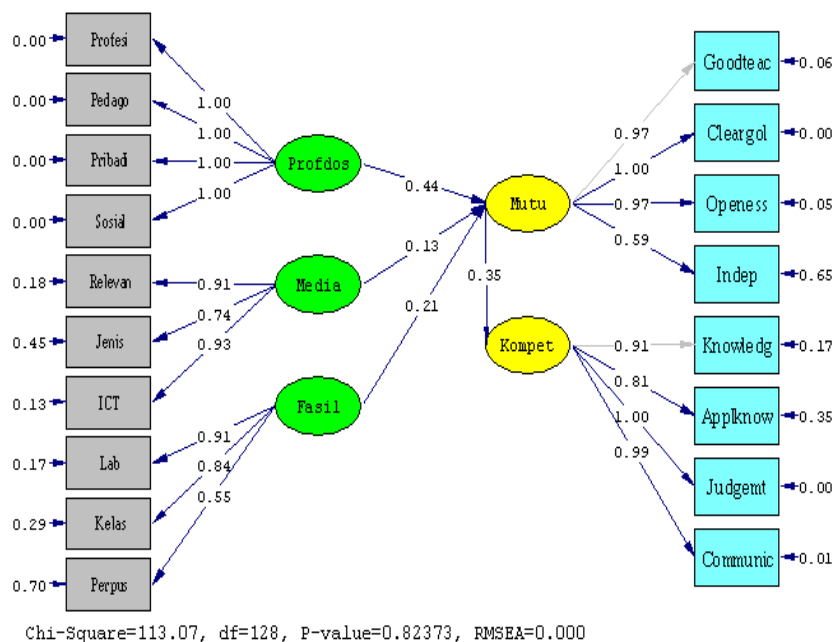 0.00 Profesi
0.00 Pedago
0.00 Pribadi
0.00 Sosial
0.18 Relevan
0.45 Jenis
0.13 ICT
0.17 Lab
0.29 Kelas
0.70 Perpus
1.00
1.00
1.00
1.00
0.91
0.74
0.93
0.91
0.84
0.55
Profdos
Media
Fasil
0.44
0.13
0.21
Mutu
0.35
Kompet
0.97
1.00
0.97
0.59
0.91
0.81
1.00
0.99
Goodteac 0.06
Cleargol 0.00
Openess 0.05
Indep 0.65
Knowledg 0.17
Applknow 0.35
Judgemt 0.00
Communic 0.01
Chi-Square=113.07, df=128, P-value=0.82373, RMSEA=0.000